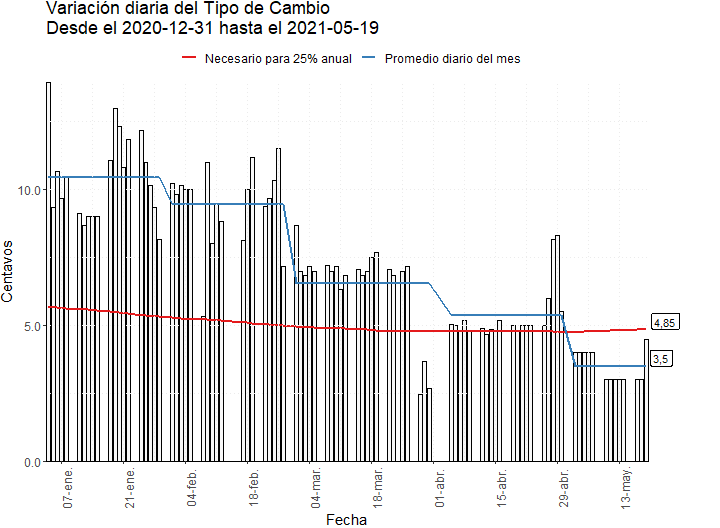 Variación diaria del Tipo de Cambio
Desde el 2020-12-31 hasta el 2021-05-19
Necesario para 25% anual
Promedio diario del mes
Centavos
10.0
5.0
0.0
4,85
3,5
07-ene.
21-ene.
04-feb.
18-feb.
04-mar.
18-mar.
01-abr.
15-abr.
29-abr.
13-may.
Fecha